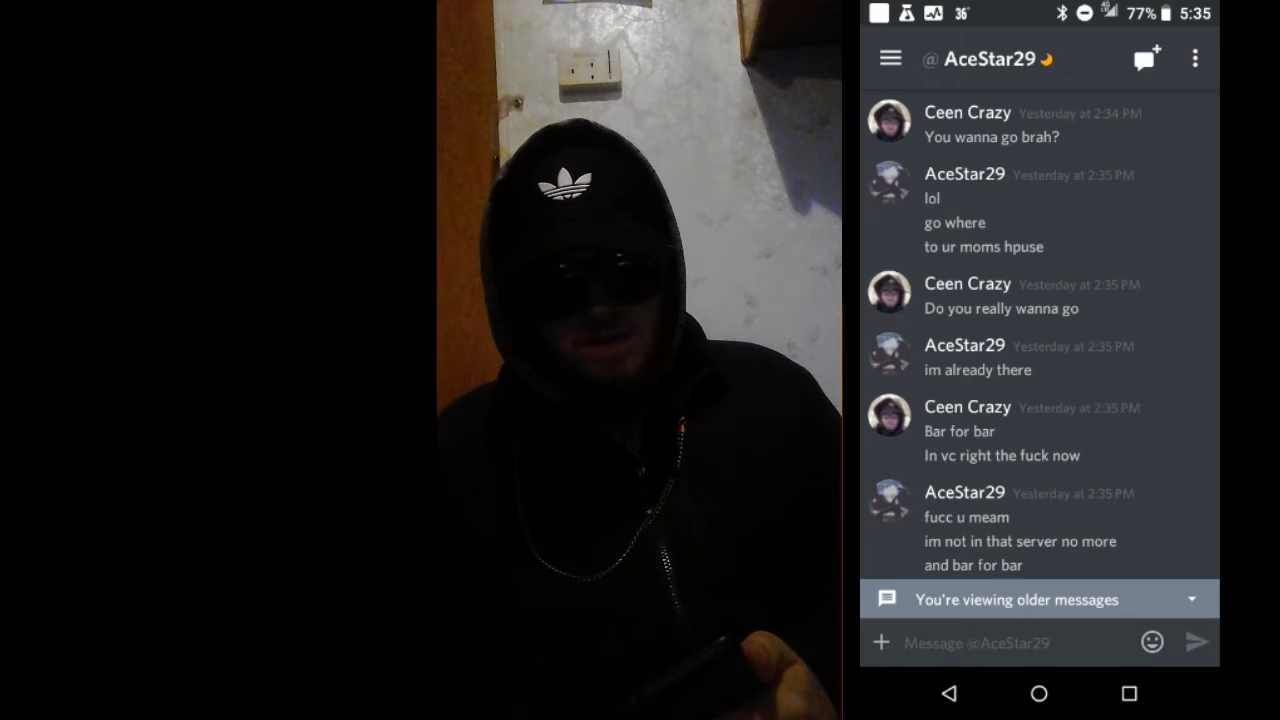 36°
77% 5:35
@ AceStar29
Ceen Crazy Yesterday at 2:34 PM
You wanna go brah?
AceStar29 Yesterday at 2:35 PM
lol
go where
to ur moms hpuse
Ceen Crazy Yesterday at 2:35 PM
Do you really wanna go
AceStar29 Yesterday at 2:35 PM
im already there
Ceen Crazy Yesterday at 2:35 PM
Bar for bar
In vc right the fuck now
AceStar29 Yesterday at 2:35 PM
fucc u meam
im not in that server no more
and bar for bar
You're viewing older messages
Message @AceStar29